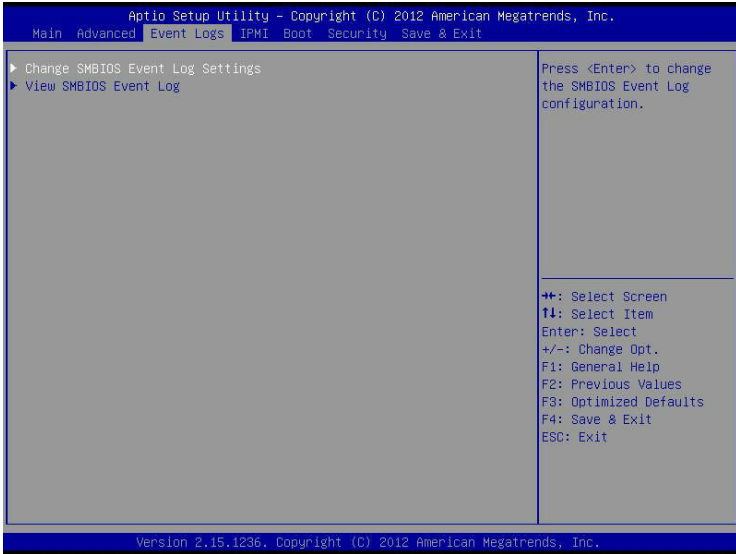 Aptio Setup Utility – Copyright (C) 2012 American Megatrends, Inc.
Main Advanced Event Logs IPMI Boot Security Save & Exit
▶ Change SMBIOS Event Log Settings
▶ View SMBIOS Event Log
Press <Enter> to change
the SMBIOS Event Log
configuration.
→←: Select Screen
↑↓: Select Item
Enter: Select
+/-: Change Opt.
F1: General Help
F2: Previous Values
F3: Optimized Defaults
F4: Save & Exit
ESC: Exit
Version 2.15.1236. Copyright (C) 2012 American Megatrends, Inc.